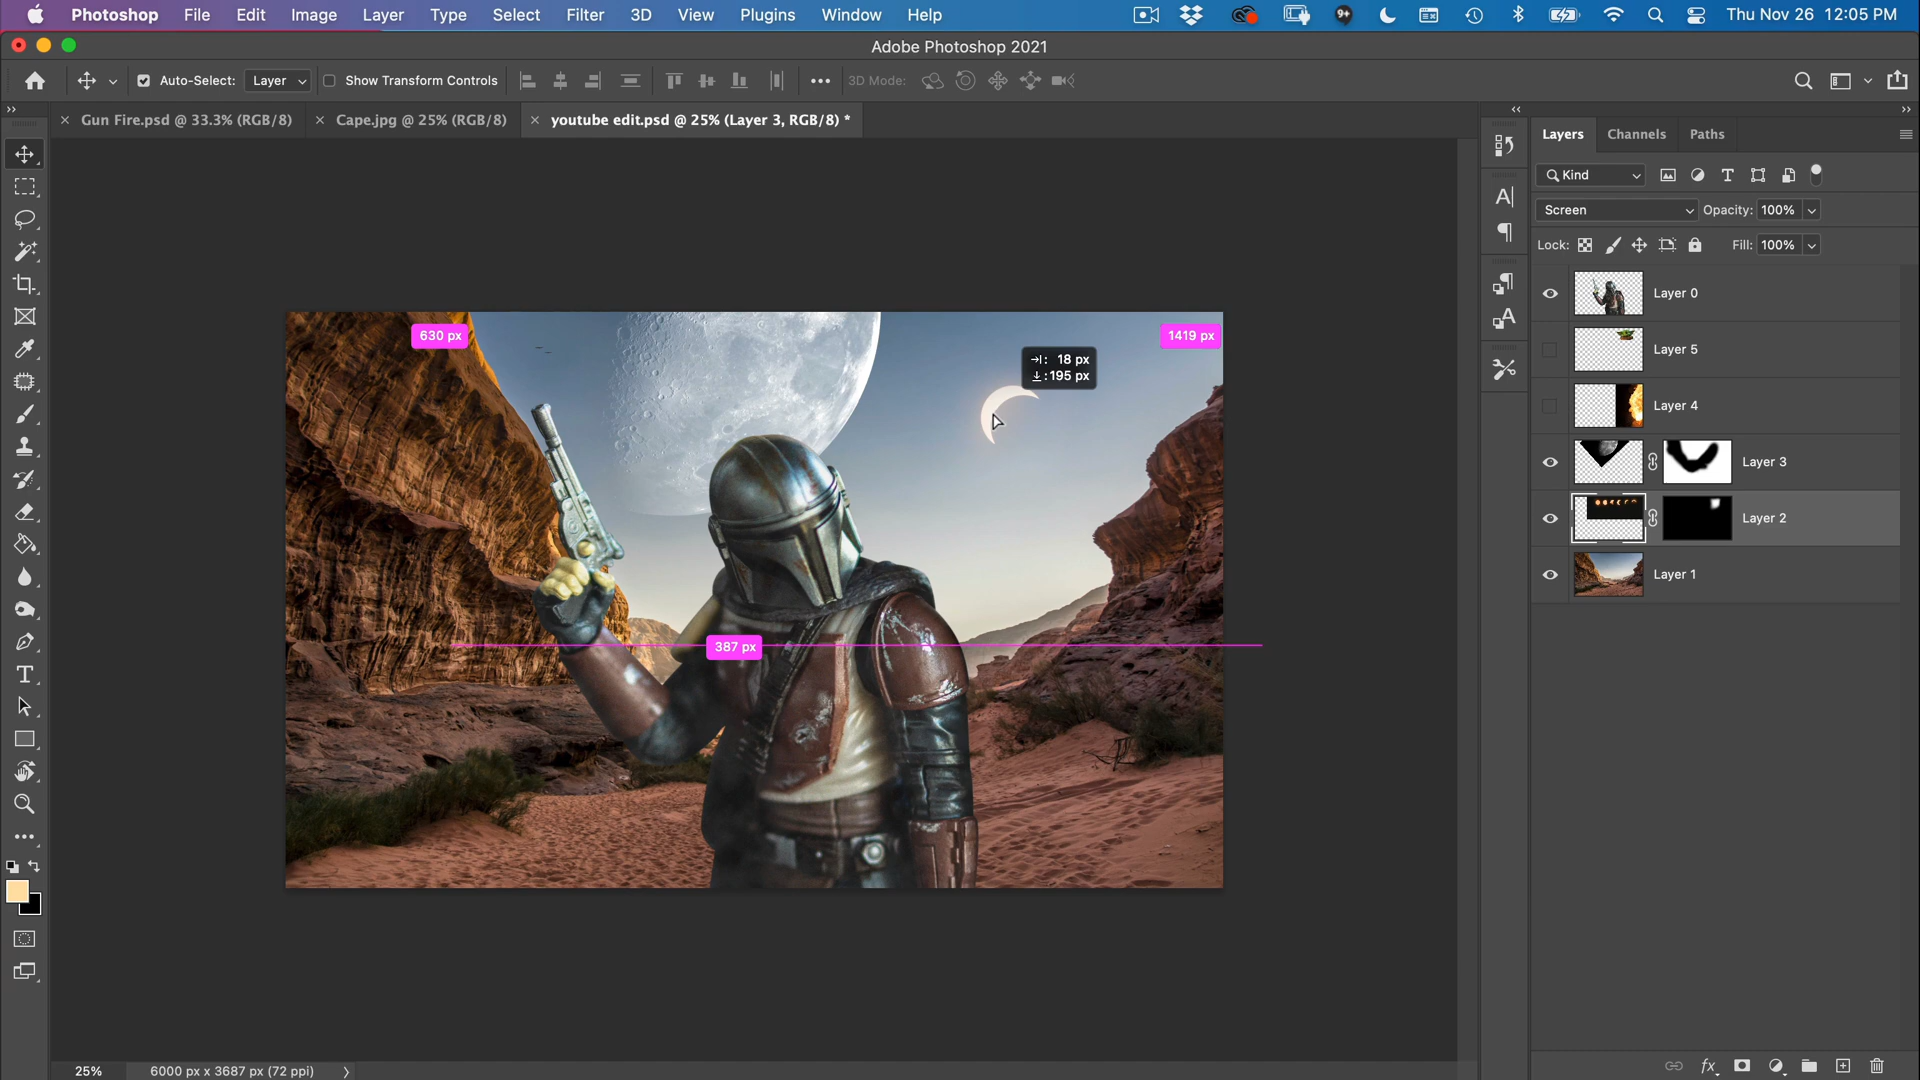 Photoshop File Edit Image Layer Type Select Filter 3D View Plugins Window Help 9+ Thu Nov 26 12:05 PM
Adobe Photoshop 2021
Auto-Select: Layer Show Transform Controls 3D Mode:
Gun Fire.psd @ 33.3% (RGB/8) Cape.jpg @ 25% (RGB/8) youtube edit.psd @ 25% (Layer 3, RGB/8) *
Layers Channels Paths
Kind
Screen Opacity: 100%
Lock: Fill: 100%
Layer 0
Layer 5
Layer 4
Layer 3
Layer 2
Layer 1
630 px
1419 px
18 px
195 px
387 px
25% 6000 px x 3687 px (72 ppi)
fx